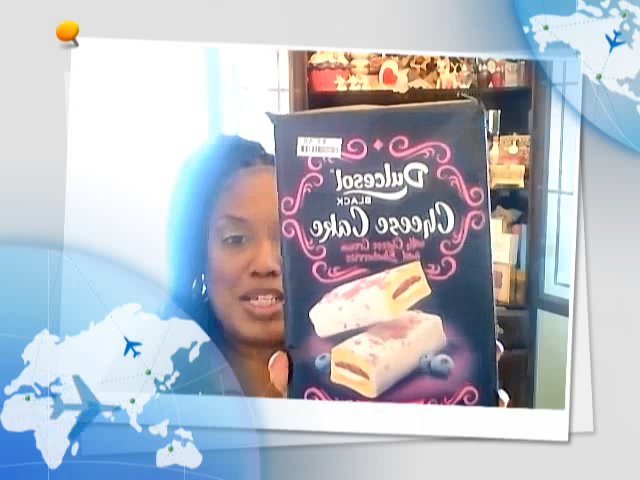 Dulcesol
BLACK
Cheese Cake
with Cheese Cream
and Blueberries